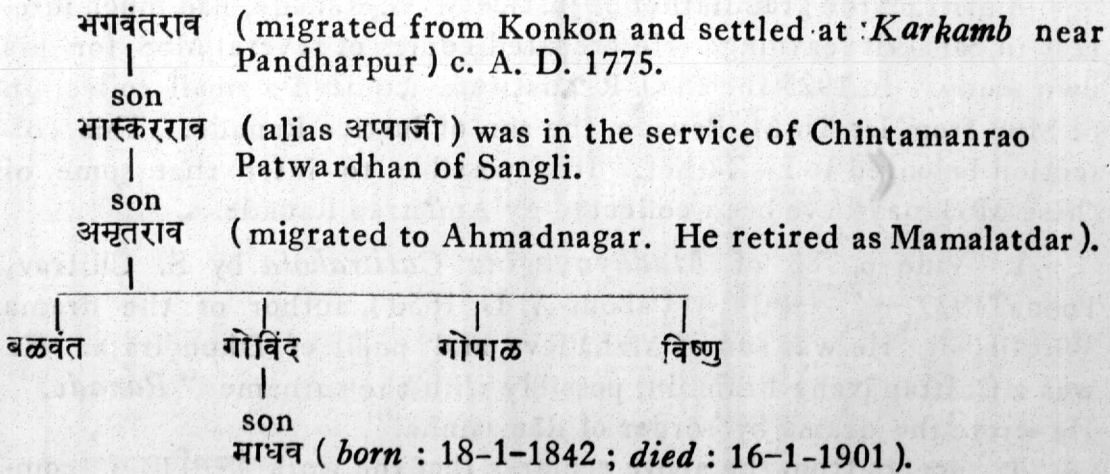 भगवंतराव ( migrated from Konkon and settled at : Karkamb near
Pandharpur ) c. A. D. 1775.
son
भास्करराव ( alias अप्पाजी ) was in the service of Chintamanrao
Patwardhan of Sangli.
son
अमृतराव ( migrated to Ahmadnagar. He retired as Mamalatdar ).
बळवंत गोविंद गोपाळ विष्णु
son
माधव ( born : 18-1-1842 ; died : 16-1-1901 ).